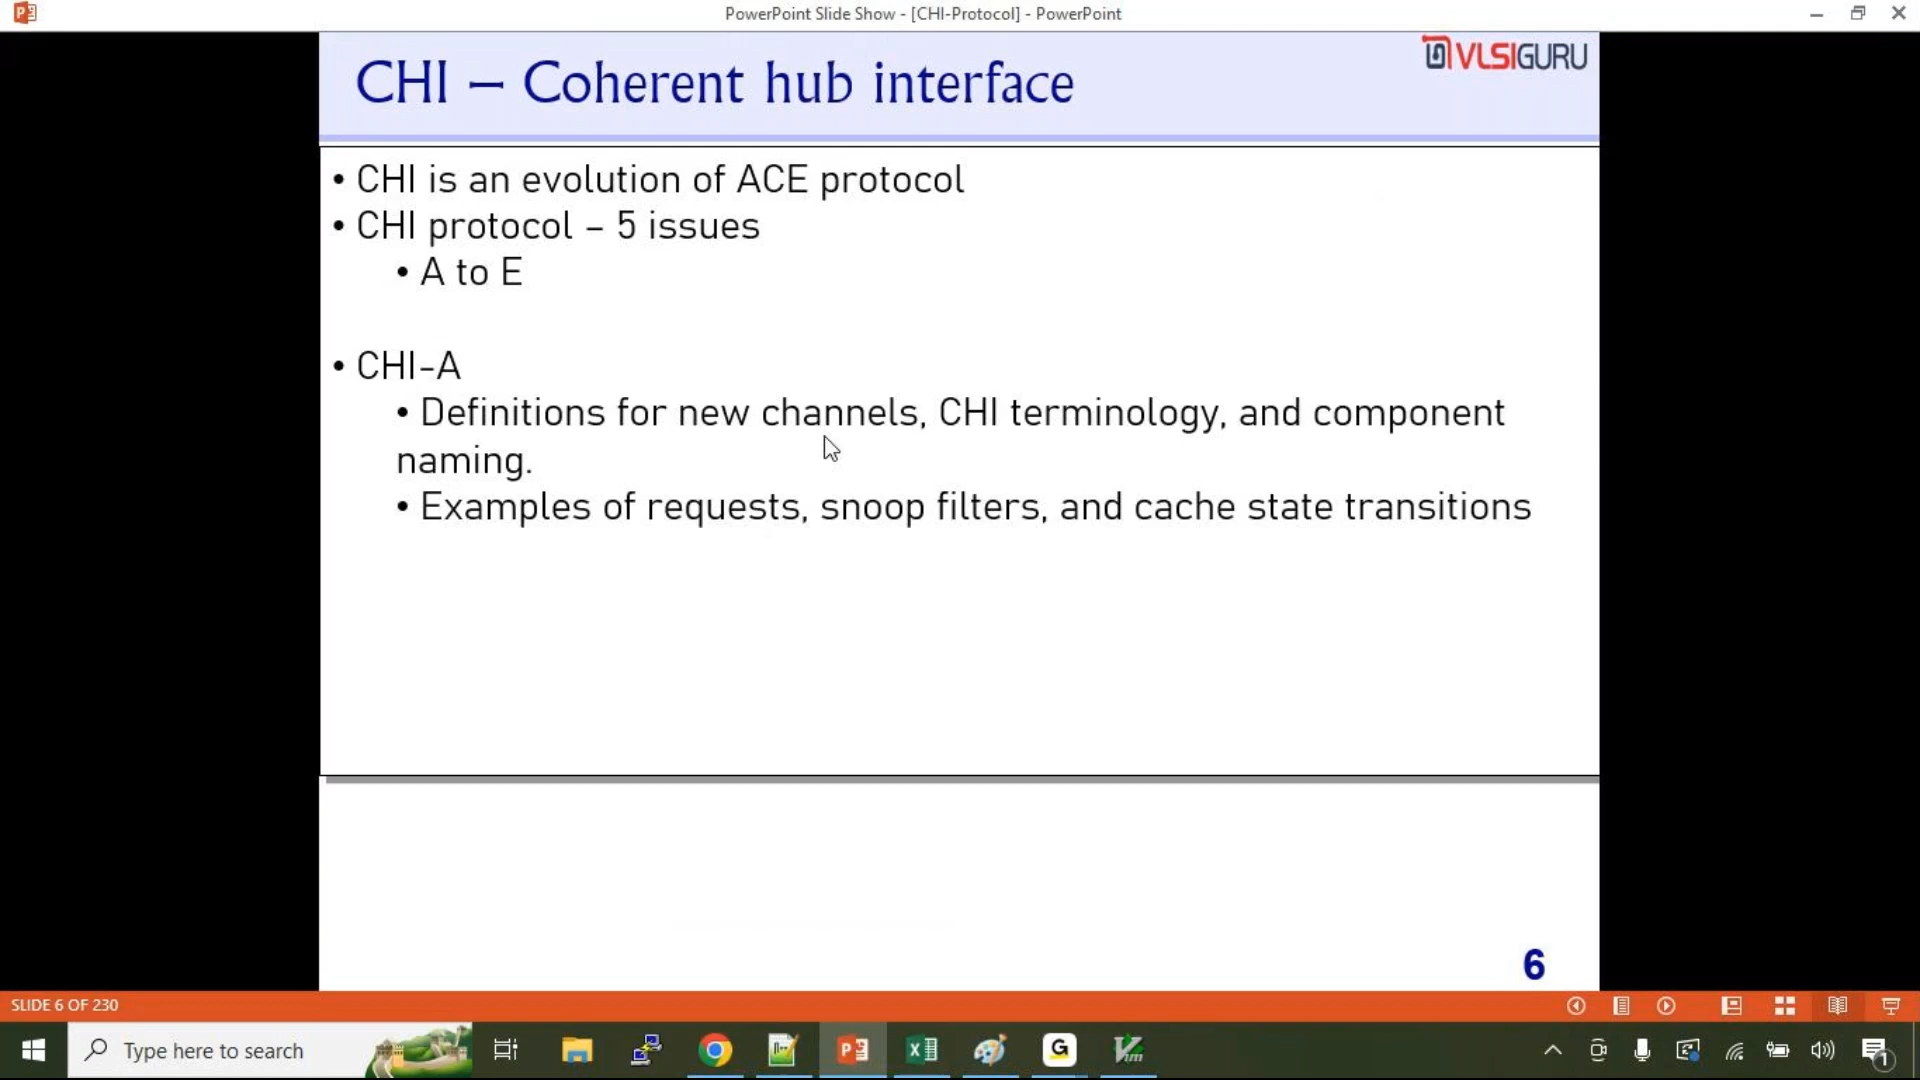 PowerPoint Slide Show - [CHI-Protocol] - PowerPoint
CHI – Coherent hub interface
VLSIGURU
• CHI is an evolution of ACE protocol
• CHI protocol – 5 issues
• A to E
• CHI-A
• Definitions for new channels, CHI terminology, and component
naming.
• Examples of requests, snoop filters, and cache state transitions
6
SLIDE 6 OF 230
Type here to search
1